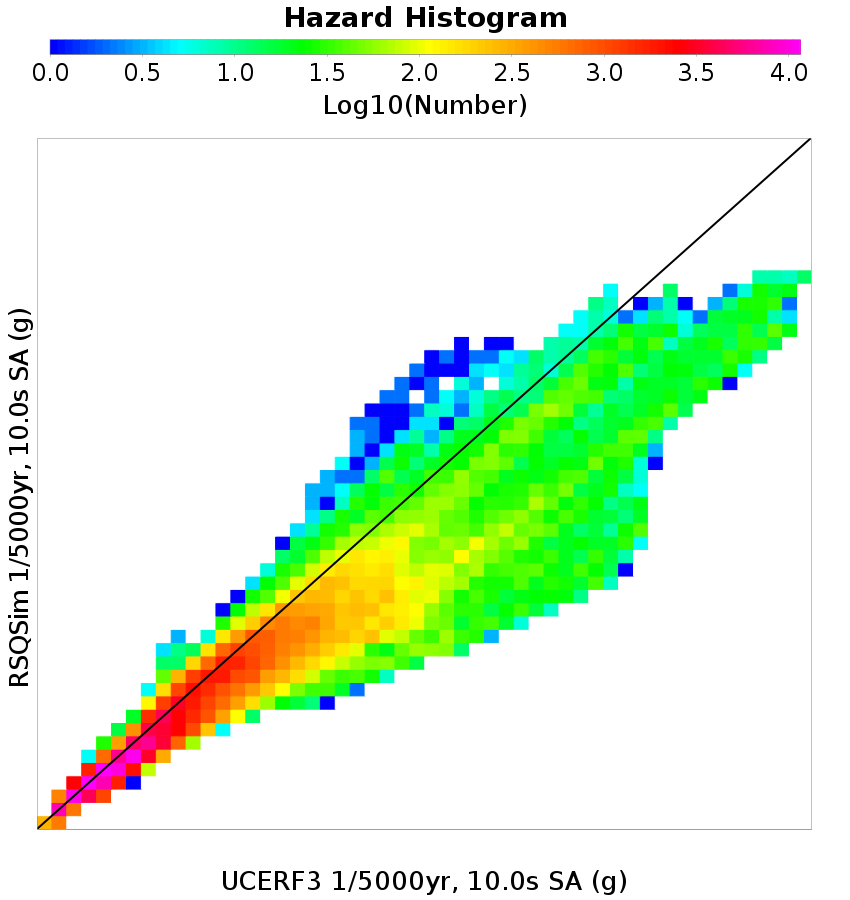 Hazard Histogram
0.0 0.5 1.0 1.5 2.0 2.5 3.0 3.5 4.0
Log10(Number)
RSQSim 1/5000yr, 10.0s SA (g)
UCERF3 1/5000yr, 10.0s SA (g)